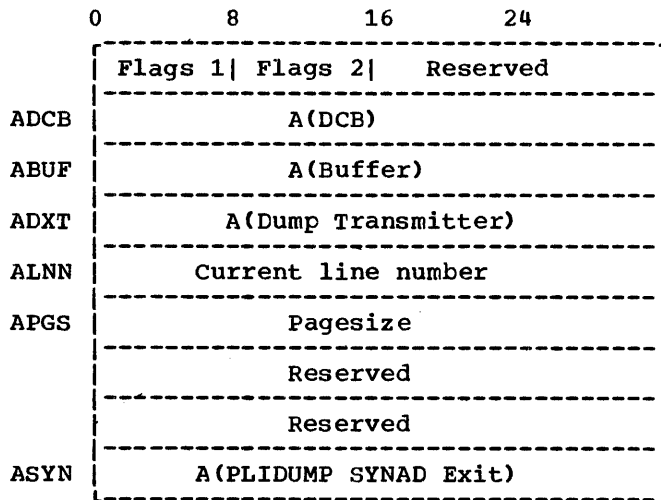 0 8 16 24
Flags 1| Flags 2| Reserved
ADCB A(DCB)
ABUF A(Buffer)
ADXT A(Dump Transmitter)
ALNN Current line number
APGS Pagesize
Reserved
Reserved
ASYN A(PLIDUMP SYNAD Exit)